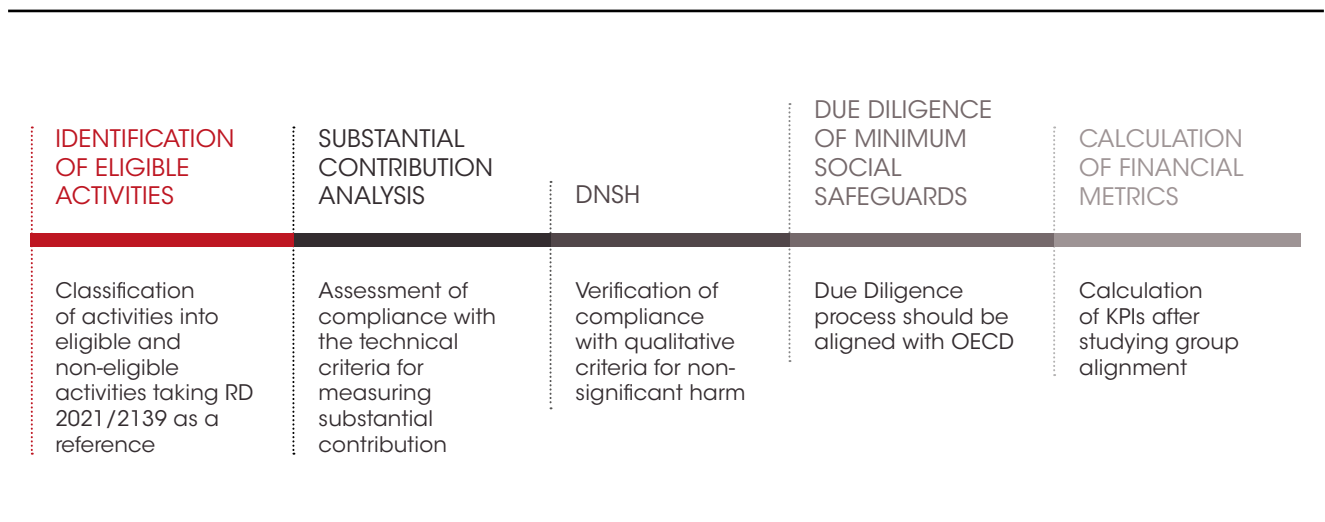 IDENTIFICATION
OF ELIGIBLE
ACTIVITIES
Classification
of activities into
eligible and
non-eligible
activities taking RD
2021/2139 as a
reference
SUBSTANTIAL
CONTRIBUTION
ANALYSIS
Assessment of
compliance with
the technical
criteria for
measuring
substantial
contribution
DNSH
Verification of
compliance
with qualitative
criteria for non-
significant harm
DUE DILIGENCE
OF MINIMUM
SOCIAL
SAFEGUARDS
Due Diligence
process should be
aligned with OECD
CALCULATION
OF FINANCIAL
METRICS
Calculation
of KPIs after
studying group
alignment